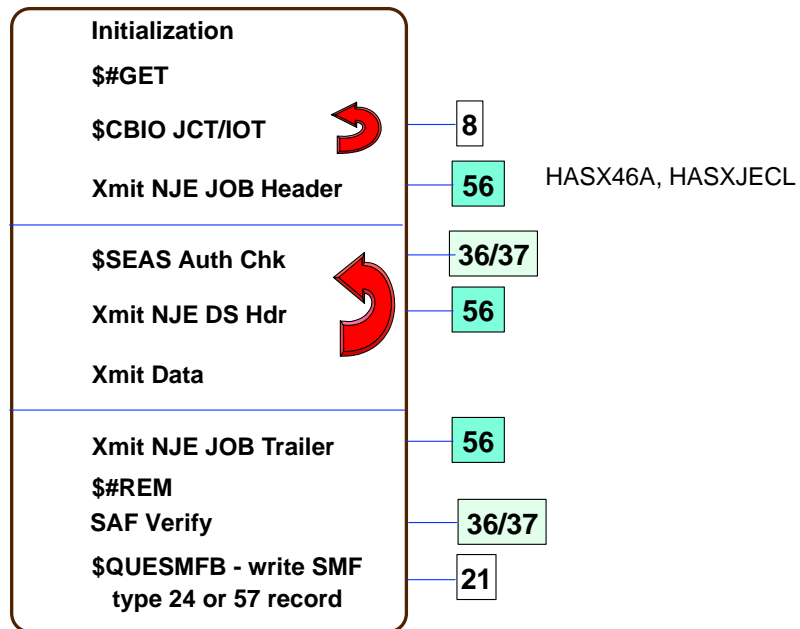 Initialization
$#GET
$CBIO JCT/IOT
8
Xmit NJE JOB Header
56
HASX46A, HASXJECL
$SEAS Auth Chk
36/37
Xmit NJE DS Hdr
56
Xmit Data
Xmit NJE JOB Trailer
56
$#REM
SAF Verify
36/37
$QUESMFB - write SMF
type 24 or 57 record
21